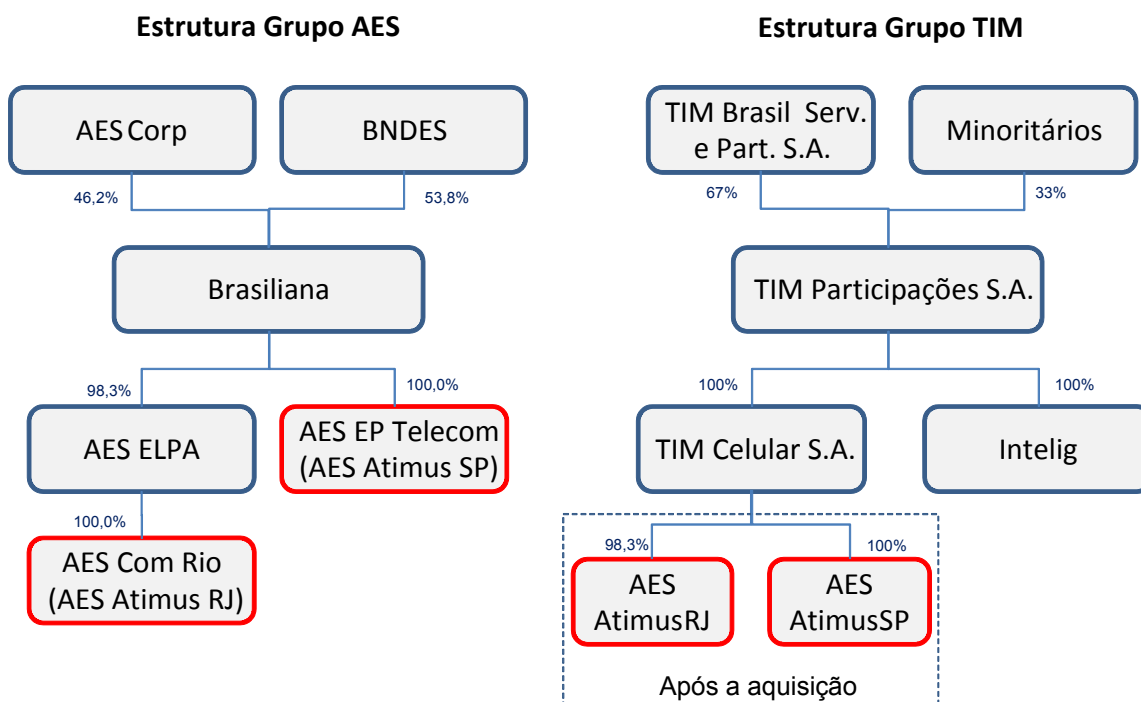 Estrutura Grupo AES
AES Corp
BNDES
46,2%
53,8%
Brasiliana
98,3%
100,0%
AES ELPA
AES EP Telecom
(AES Atimus SP)
100,0%
AES Com Rio
(AES Atimus RJ)
Estrutura Grupo TIM
TIM Brasil Serv.
e Part. S.A.
Minoritários
67%
33%
TIM Participações S.A.
100%
100%
TIM Celular S.A.
Intelig
98,3%
100%
AES
AtimusRJ
AES
AtimusSP
Após a aquisição